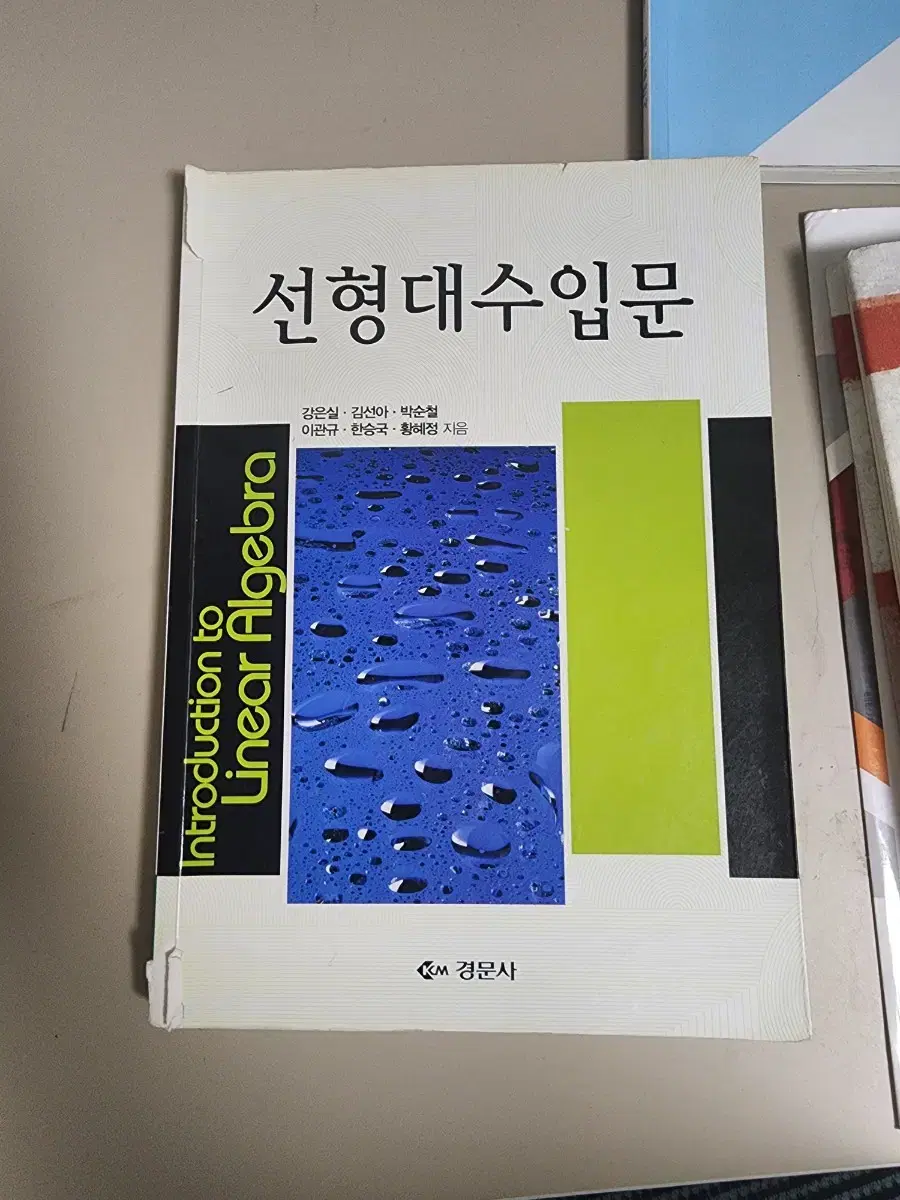 선형대수입문
강은실 · 김선아 · 박순철
이관규 · 한승국 · 황혜정 지음
Introduction to
Linear Algebra
KM 경문사